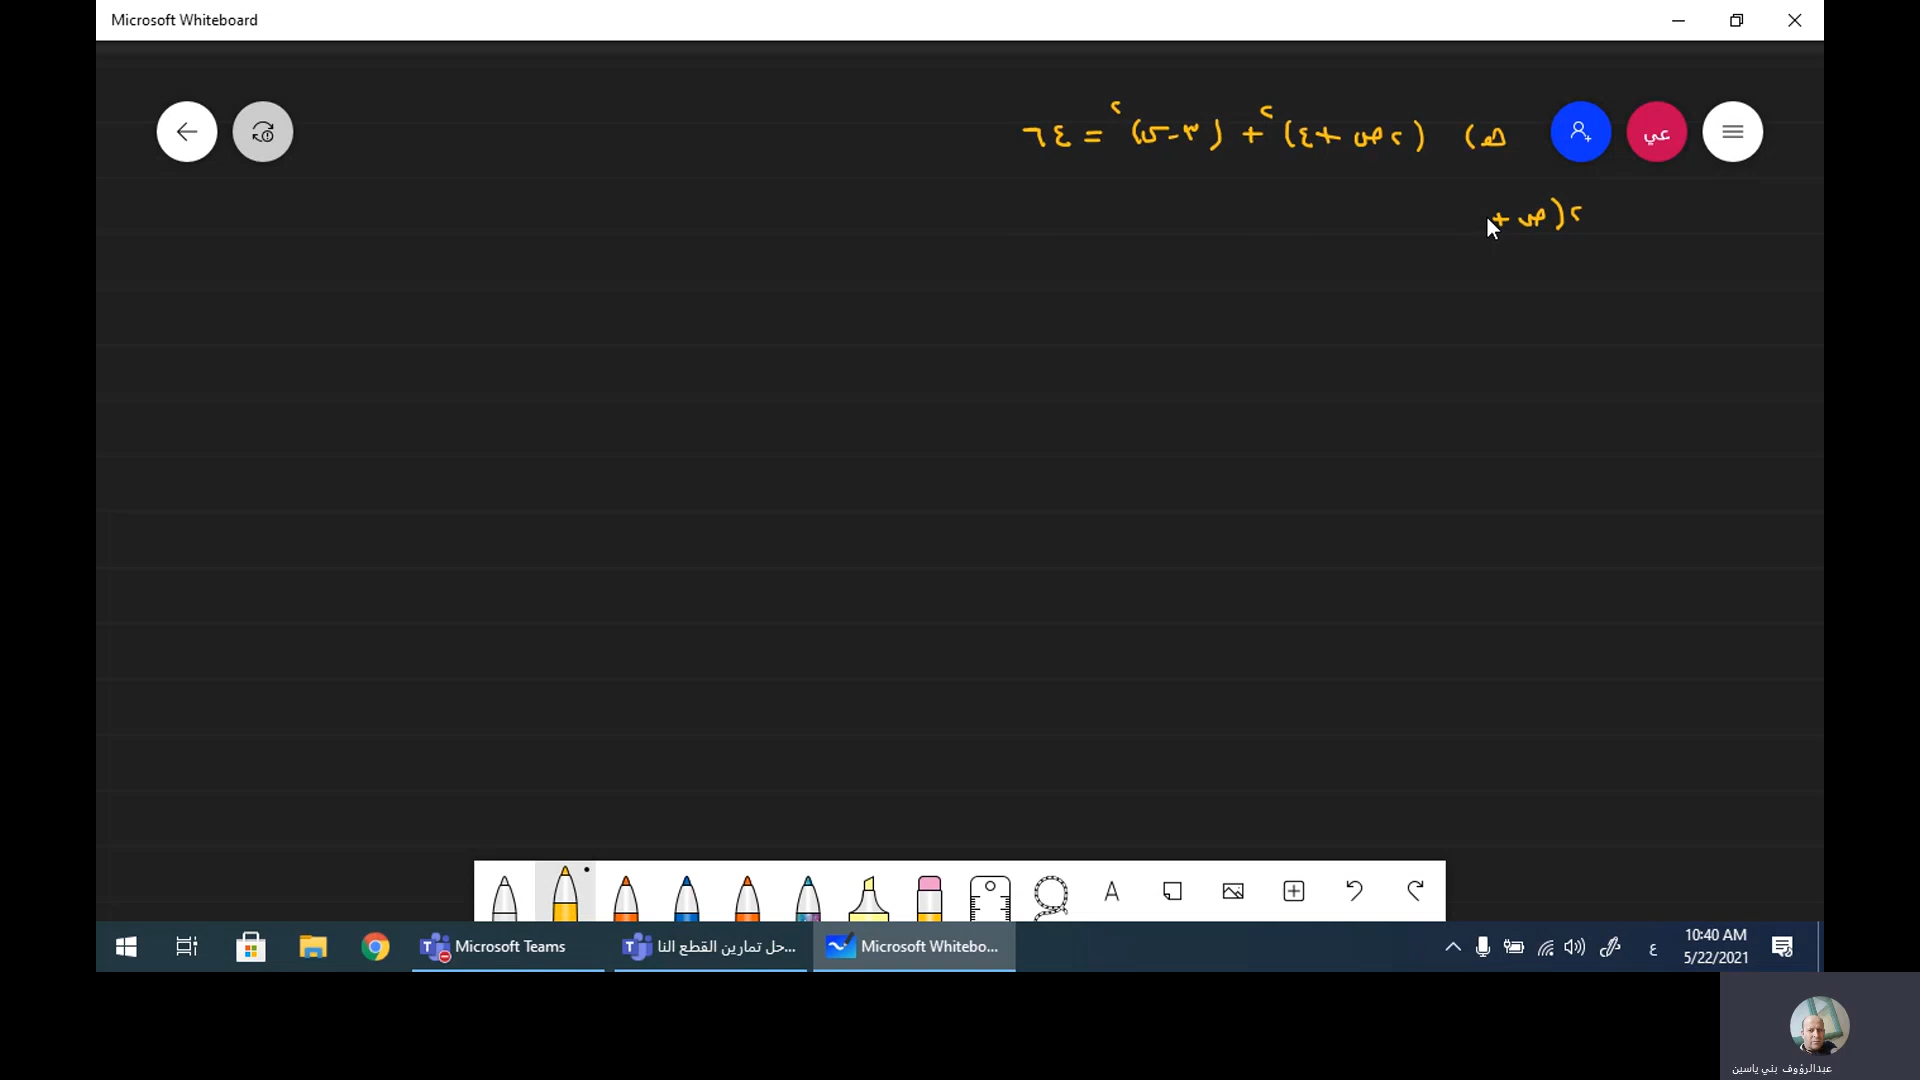 Microsoft Whiteboard
هـ) (٢ص + ٤)٢ + (٣ - س)٢ = ٦٤
عي
٢(ص +
A
Microsoft Teams
حل تمارين القطع النا...
Microsoft Whitebo...
ع
10:40 AM
5/22/2021
عبدالرؤوف بني ياسين